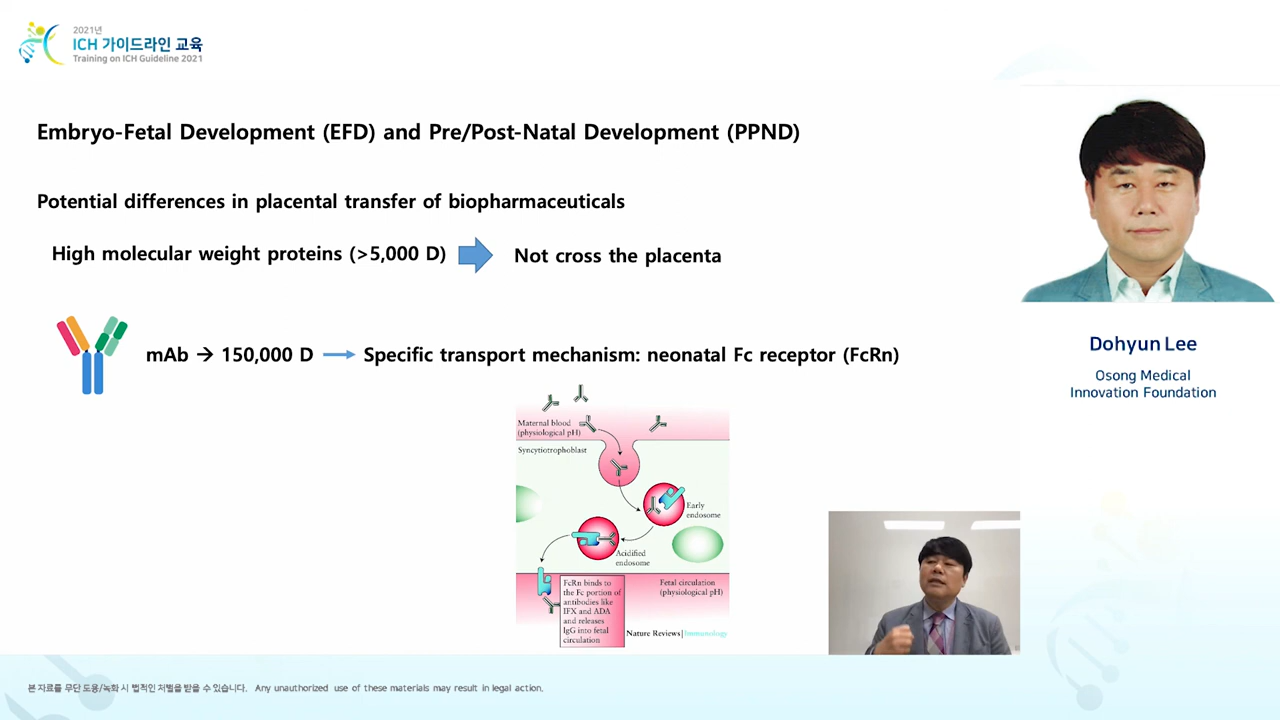 2021년
ICH 가이드라인 교육
Training on ICH Guideline 2021
Embryo-Fetal Development (EFD) and Pre/Post-Natal Development (PPND)
Potential differences in placental transfer of biopharmaceuticals
High molecular weight proteins (>5,000 D)
Not cross the placenta
mAb → 150,000 D
Specific transport mechanism: neonatal Fc receptor (FcRn)
Maternal blood
(physiological pH)
Syncytiotrophoblast
Early
endosome
Acidified
endosome
FcRn binds to
the Fc portion of
antibodies like
IFX and ADA
and releases
IgG into fetal
circulation
Fetal circulation
(physiological pH)
Nature Reviews | Immunology
Dohyun Lee
Osong Medical
Innovation Foundation
본 자료를 무단 도용/녹화 시 법적인 처벌을 받을 수 있습니다. Any unauthorized use of these materials may result in legal action.